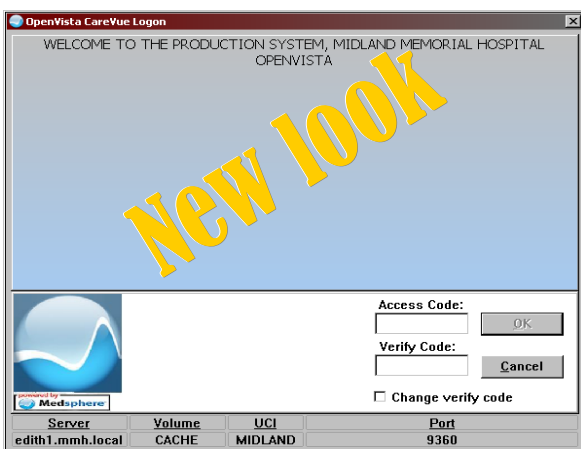 OpenVista CareVue Logon
WELCOME TO THE PRODUCTION SYSTEM, MIDLAND MEMORIAL HOSPITAL
OPENVISTA
New look
Access Code:
OK
Verify Code:
Cancel
Change verify code
powered by
Medsphere
Server Volume UCI Port
edith1.mmh.local CACHE MIDLAND 9360